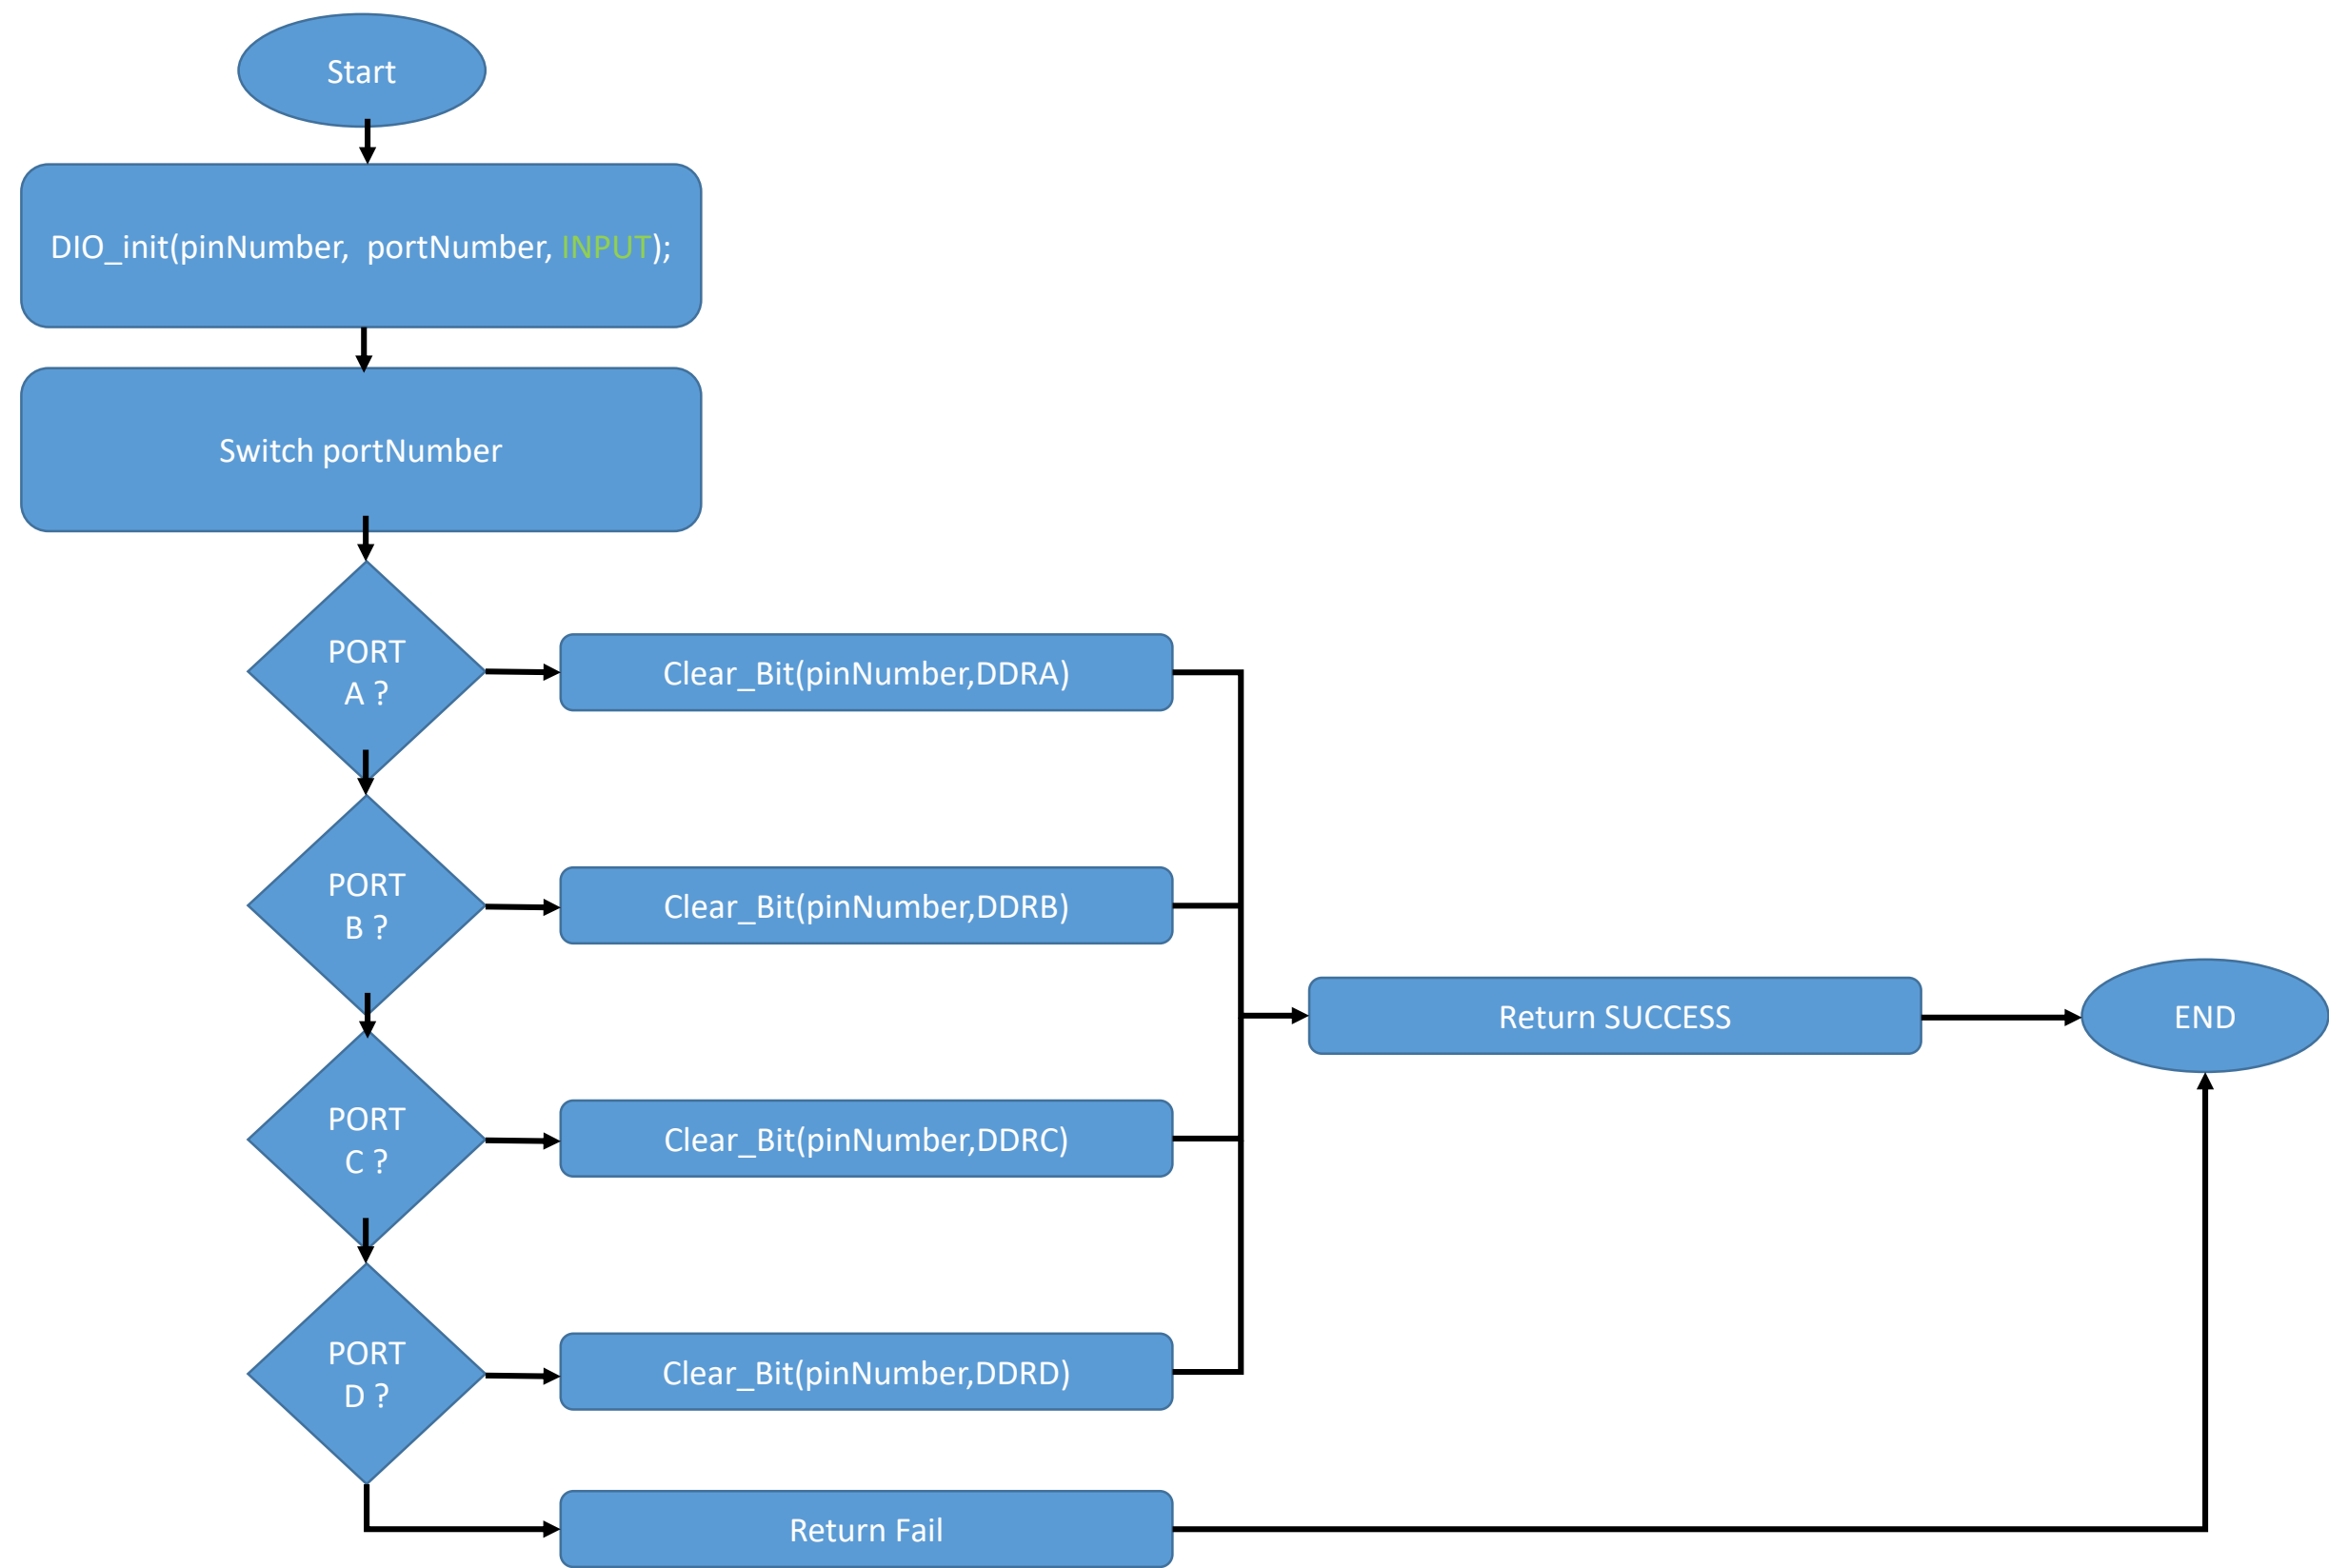 Start
DIO_init(pinNumber, portNumber, INPUT);
Switch portNumber
PORT
A ?
Clear_Bit(pinNumber,DDRA)
PORT
B ?
Clear_Bit(pinNumber,DDRB)
Return SUCCESS
END
PORT
C ?
Clear_Bit(pinNumber,DDRC)
PORT
D ?
Clear_Bit(pinNumber,DDRD)
Return Fail